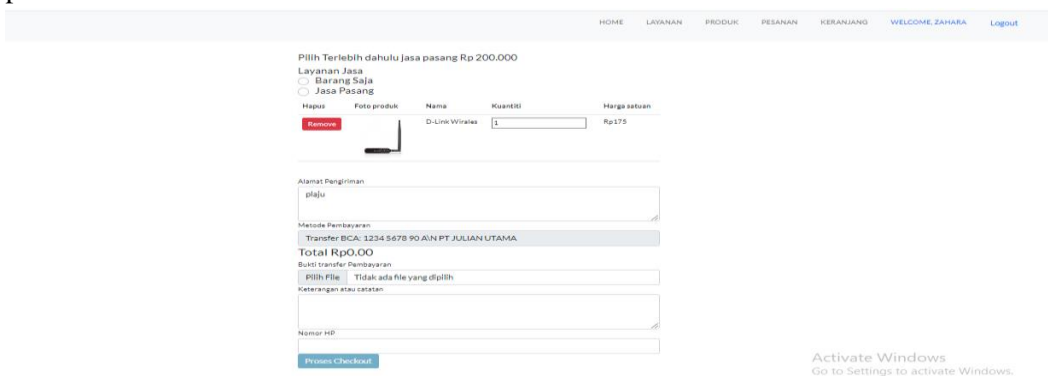 HOME LAYANAN PRODUK PESANAN KERANJANG WELCOME, ZAHARA Logout
Pilih Terlebih dahulu jasa pasang Rp 200.000
Layanan Jasa
Barang Saja
Jasa Pasang
Hapus Foto produk Nama Kuantiti Harga satuan
Remove D-Link Wirales 1 Rp175
Alamat Pengiriman
plaju
Metode Pembayaran
Transfer BCA: 1234 5678 90 A\N PT JULIAN UTAMA
Total Rp0.00
Bukti transfer Pembayaran
Pilih File Tidak ada file yang dipilih
Keterangan atau catatan
Nomor HP
Proses Checkout
Activate Windows
Go to Settings to activate Windows.